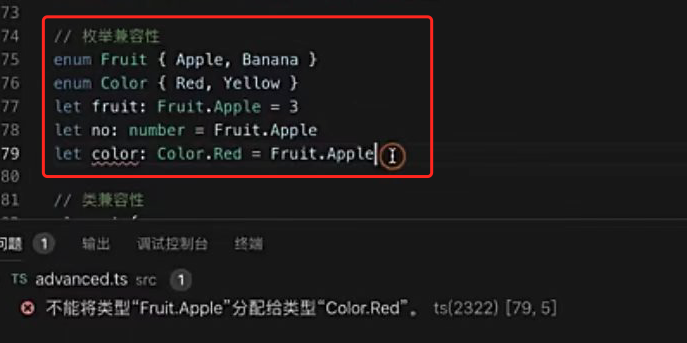 73
74 // 枚举兼容性
75 enum Fruit { Apple, Banana }
76 enum Color { Red, Yellow }
77 let fruit: Fruit.Apple = 3
78 let no: number = Fruit.Apple
79 let color: Color.Red = Fruit.Apple
80
81 // 类兼容性
问题 1 输出 调试控制台 终端
TS advanced.ts src 1
不能将类型“Fruit.Apple”分配给类型“Color.Red”。 ts(2322) [79, 5]